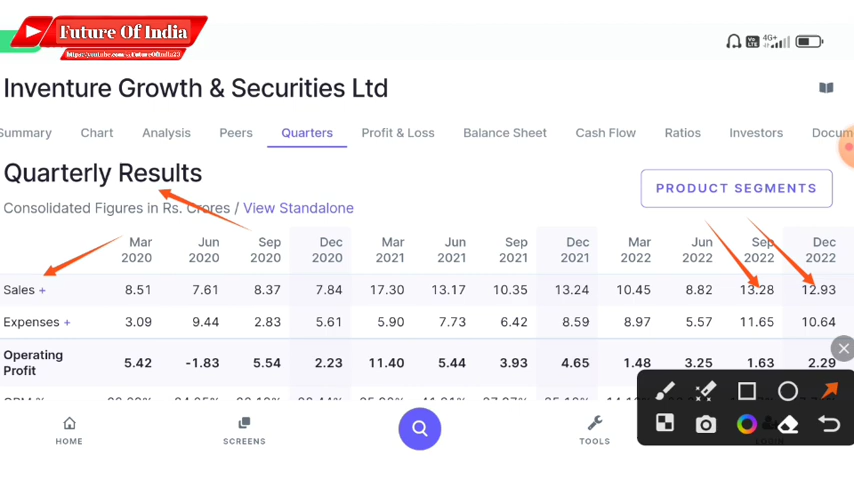 Future Of India
Vo LTE 4G+
Inventure Growth & Securities Ltd
Summary Chart Analysis Peers Quarters Profit & Loss Balance Sheet Cash Flow Ratios Investors Docum
Quarterly Results
PRODUCT SEGMENTS
Consolidated Figures in Rs. Crores / View Standalone
Mar 2020 Jun 2020 Sep 2020 Dec 2020 Mar 2021 Jun 2021 Sep 2021 Dec 2021 Mar 2022 Jun 2022 Sep 2022 Dec 2022
Sales + 8.51 7.61 8.37 7.84 17.30 13.17 10.35 13.24 10.45 8.82 13.28 12.93
Expenses + 3.09 9.44 2.83 5.61 5.90 7.73 6.42 8.59 8.97 5.57 11.65 10.64
Operating Profit 5.42 -1.83 5.54 2.23 11.40 5.44 3.93 4.65 1.48 3.25 1.63 2.29
HOME SCREENS TOOLS LOGIN